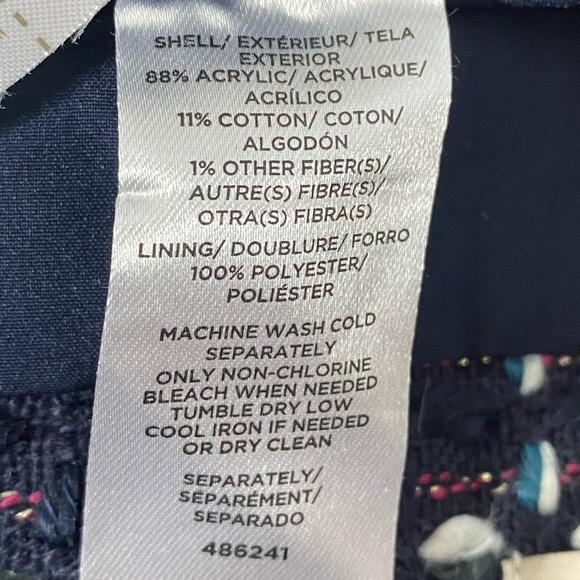 SHELL/ EXTÉRIEUR/ TELA
EXTERIOR
88% ACRYLIC/ ACRYLIQUE/
ACRÍLICO
11% COTTON/ COTON/
ALGODÓN
1% OTHER FIBER(S)/
AUTRE(S) FIBRE(S)/
OTRA(S) FIBRA(S)
LINING/ DOUBLURE/ FORRO
100% POLYESTER/
POLIÉSTER
MACHINE WASH COLD
SEPARATELY
ONLY NON-CHLORINE
BLEACH WHEN NEEDED
TUMBLE DRY LOW
COOL IRON IF NEEDED
OR DRY CLEAN
SEPARATELY/
SÉPARÉMENT/
SEPARADO
486241